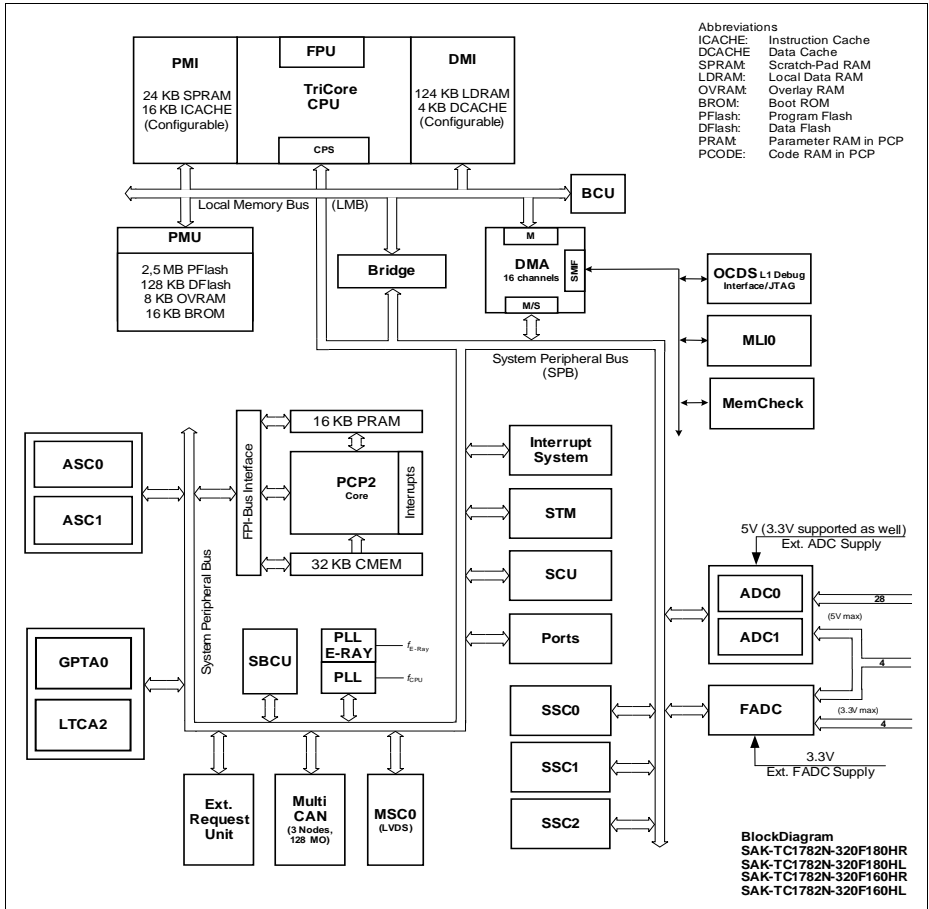 Abbreviations
ICACHE: Instruction Cache
DCACHE Data Cache
SPRAM: Scratch-Pad RAM
LDRAM: Local Data RAM
OVRAM: Overlay RAM
BROM: Boot ROM
PFlash: Program Flash
DFlash: Data Flash
PRAM: Parameter RAM in PCP
PCODE: Code RAM in PCP
PMI
24 KB SPRAM
16 KB ICACHE
(Configurable)
FPU
TriCore
CPU
CPS
DMI
124 KB LDRAM
4 KB DCACHE
(Configurable)
BCU
Local Memory Bus (LMB)
PMU
2,5 MB PFlash
128 KB DFlash
8 KB OVRAM
16 KB BROM
Bridge
M
DMA
16 channels
SMIF
M/S
OCDS L1 Debug
Interface/JTAG
MLI0
MemCheck
System Peripheral Bus
(SPB)
ASC0
ASC1
FPI-Bus Interface
16 KB PRAM
PCP2
Core
Interrupts
32 KB CMEM
Interrupt
System
STM
SCU
Ports
5V (3.3V supported as well)
Ext. ADC Supply
ADC0
28
(5V max)
ADC1
4
System Peripheral Bus
GPTA0
LTCA2
SBCU
PLL
E-RAY
fE-Ray
PLL
fCPU
SSC0
SSC1
SSC2
FADC
(3.3V max)
4
3.3V
Ext. FADC Supply
Ext.
Request
Unit
Multi
CAN
(3 Nodes,
128 MO)
MSC0
(LVDS)
BlockDiagram
SAK-TC1782N-320F180HR
SAK-TC1782N-320F180HL
SAK-TC1782N-320F160HR
SAK-TC1782N-320F160HL